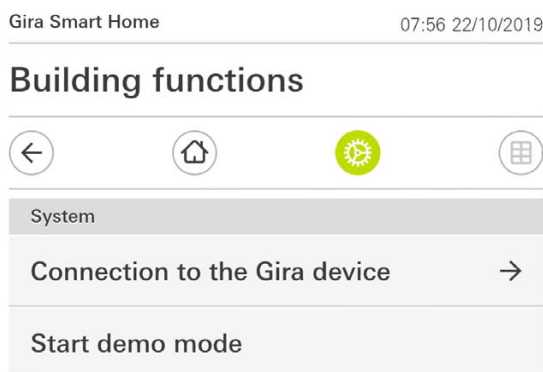 Gira Smart Home
07:56 22/10/2019
Building functions
System
Connection to the Gira device
Start demo mode